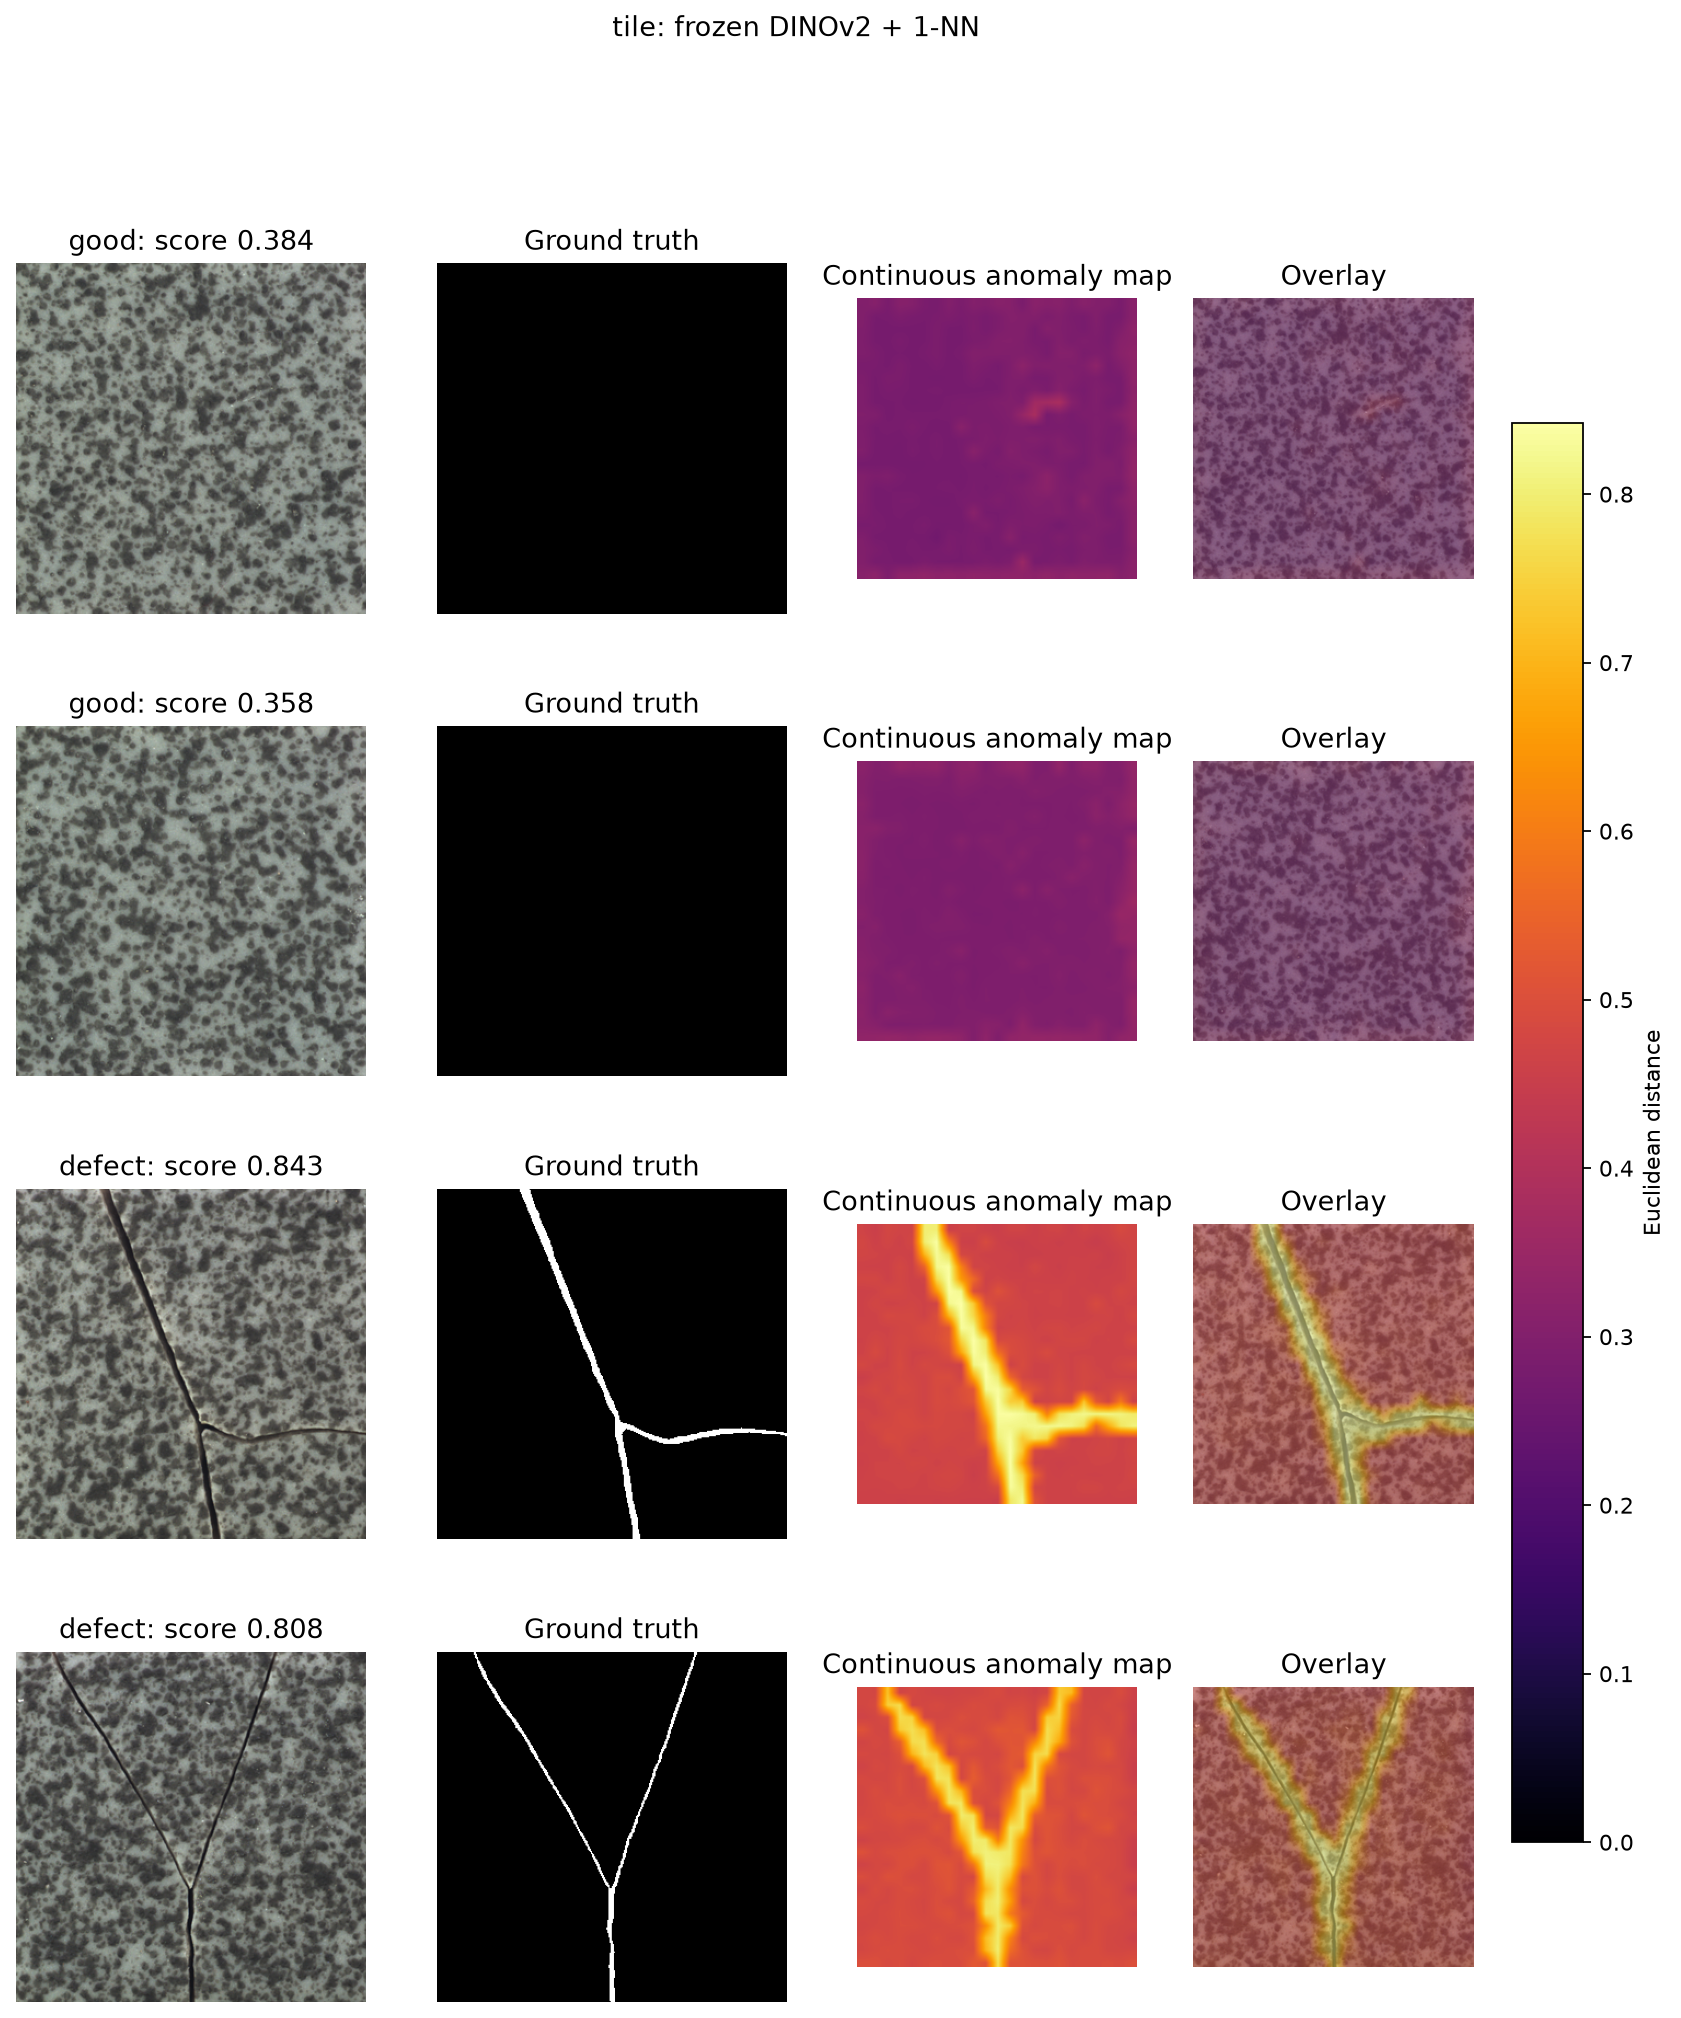 tile: frozen DINOv2 + 1-NN
good: score 0.384
Ground truth
Continuous anomaly map
Overlay
good: score 0.358
Ground truth
Continuous anomaly map
Overlay
defect: score 0.843
Ground truth
Continuous anomaly map
Overlay
defect: score 0.808
Ground truth
Continuous anomaly map
Overlay
0.8
0.7
0.6
0.5
0.4
0.3
0.2
0.1
0.0
Euclidean distance